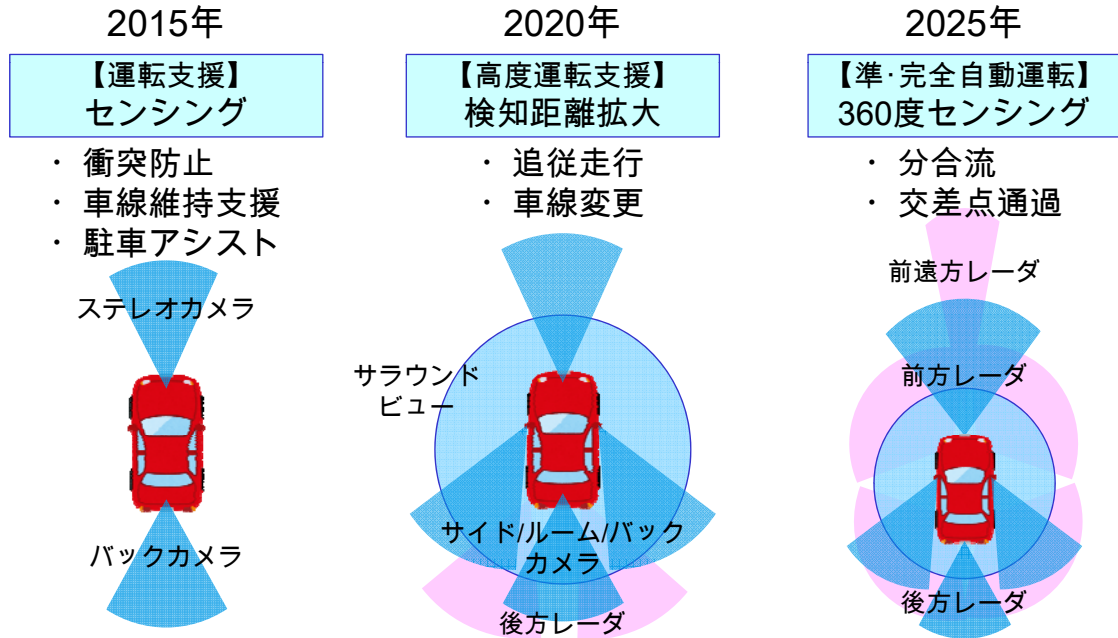 2015年
【運転支援】
センシング
・ 衝突防止
・ 車線維持支援
・ 駐車アシスト
ステレオカメラ
バックカメラ
2020年
【高度運転支援】
検知距離拡大
・ 追従走行
・ 車線変更
サラウンド
ビュー
サイド/ルーム/バック
カメラ
後方レーダ
2025年
【準･完全自動運転】
360度センシング
・ 分合流
・ 交差点通過
前遠方レーダ
前方レーダ
後方レーダ